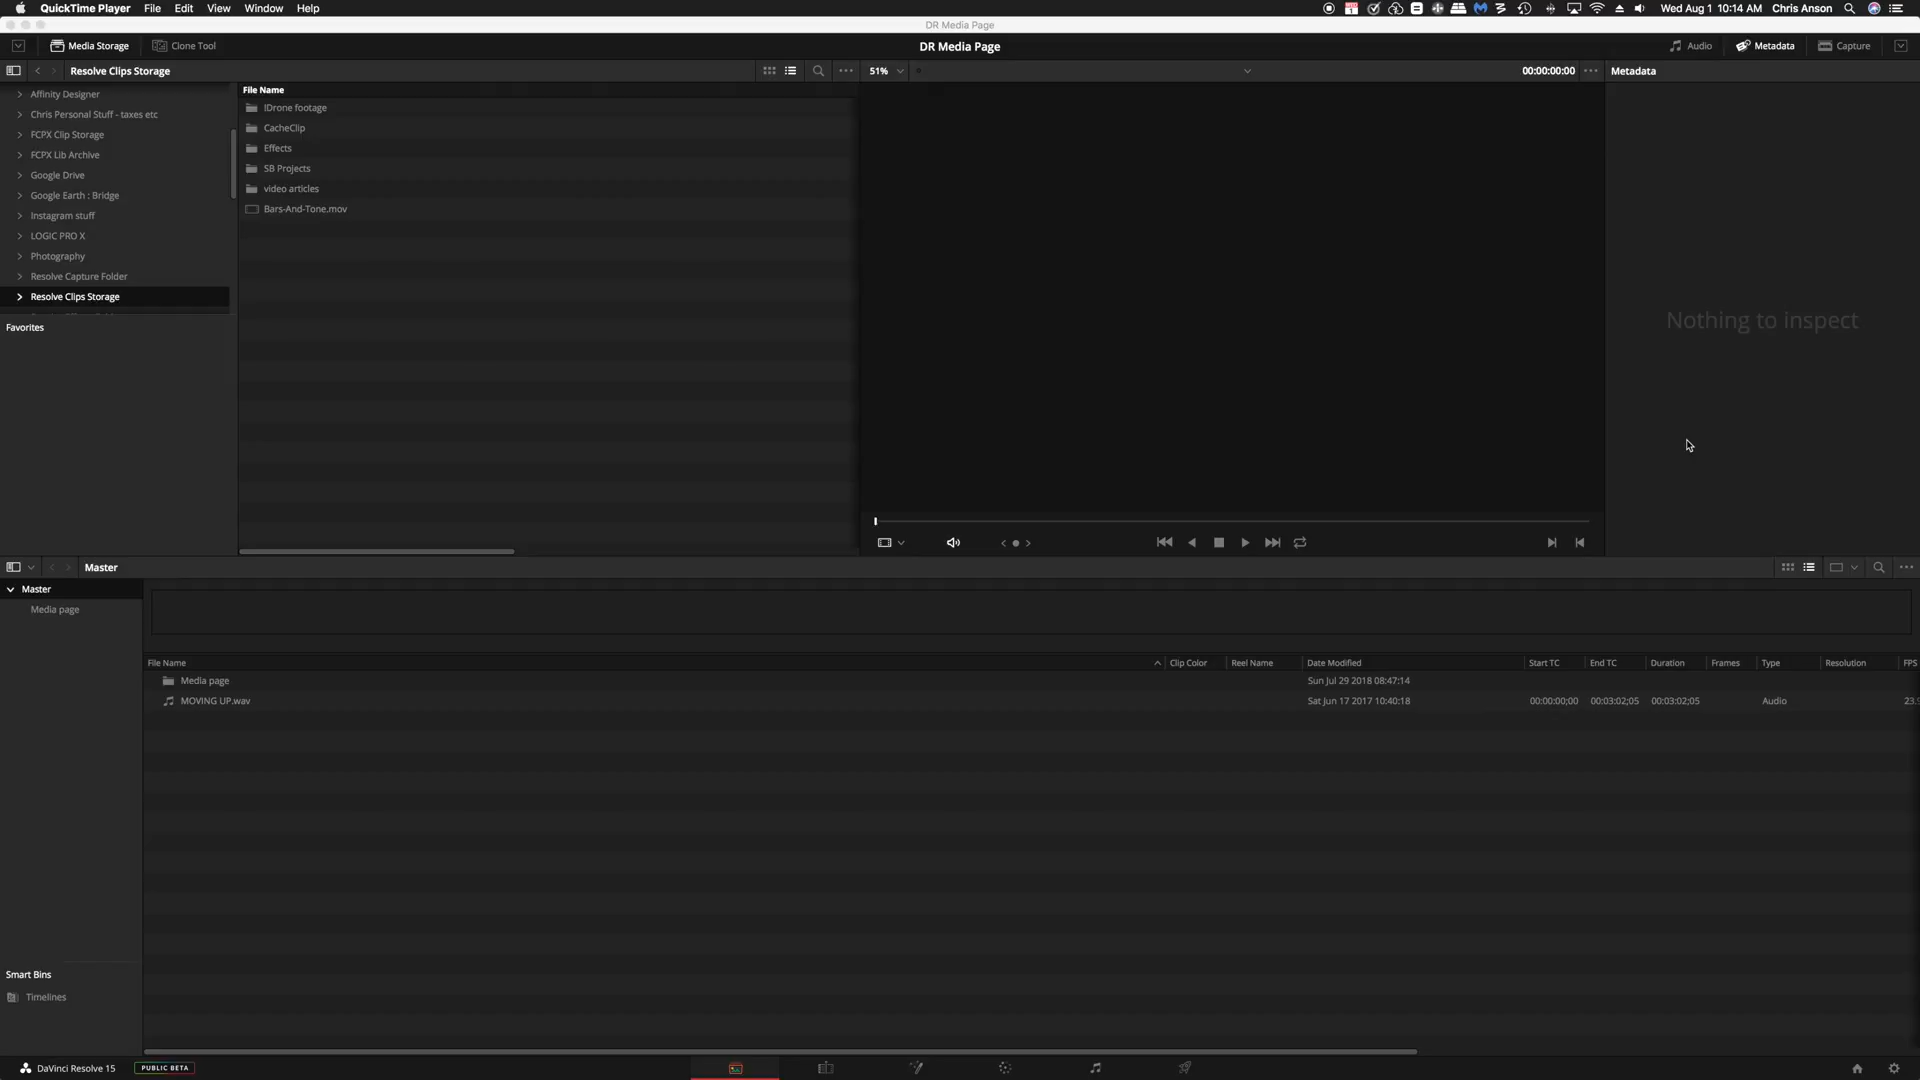 QuickTime Player File Edit View Window Help
Wed Aug 1 10:14 AM Chris Anson
DR Media Page
Media Storage Clone Tool
DR Media Page
Audio Metadata Capture
Resolve Clips Storage
51%
00:00:00:00
Metadata
Affinity Designer
Chris Personal Stuff - taxes etc
FCPX Clip Storage
FCPX Lib Archive
Google Drive
Google Earth : Bridge
Instagram stuff
LOGIC PRO X
Photography
Resolve Capture Folder
Resolve Clips Storage
Favorites
File Name
!Drone footage
CacheClip
Effects
SB Projects
video articles
Bars-And-Tone.mov
Nothing to inspect
Master
Master
Media page
File Name Clip Color Reel Name Date Modified Start TC End TC Duration Frames Type Resolution FPS
Media page Sun Jul 29 2018 08:47:14
MOVING UP.wav Sat Jun 17 2017 10:40:18 00:00:00;00 00:03:02;05 00:03:02;05 Audio
Smart Bins
Timelines
DaVinci Resolve 15 PUBLIC BETA